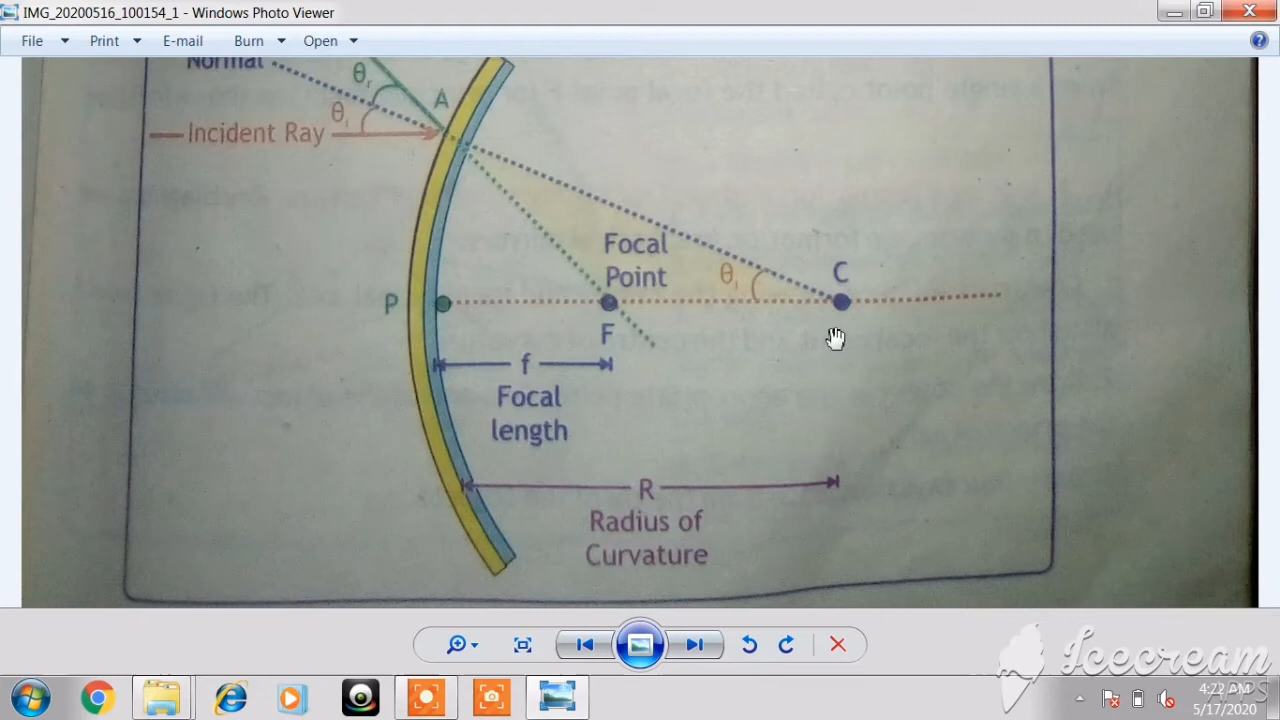 IMG_20200516_100154_1 - Windows Photo Viewer
File Print E-mail Burn Open
Normal
θr
A
θi
Incident Ray
Focal
Point
θi
C
P
F
f
Focal
length
R
Radius of
Curvature
Icecream
APPS
4:22 AM
5/17/2020